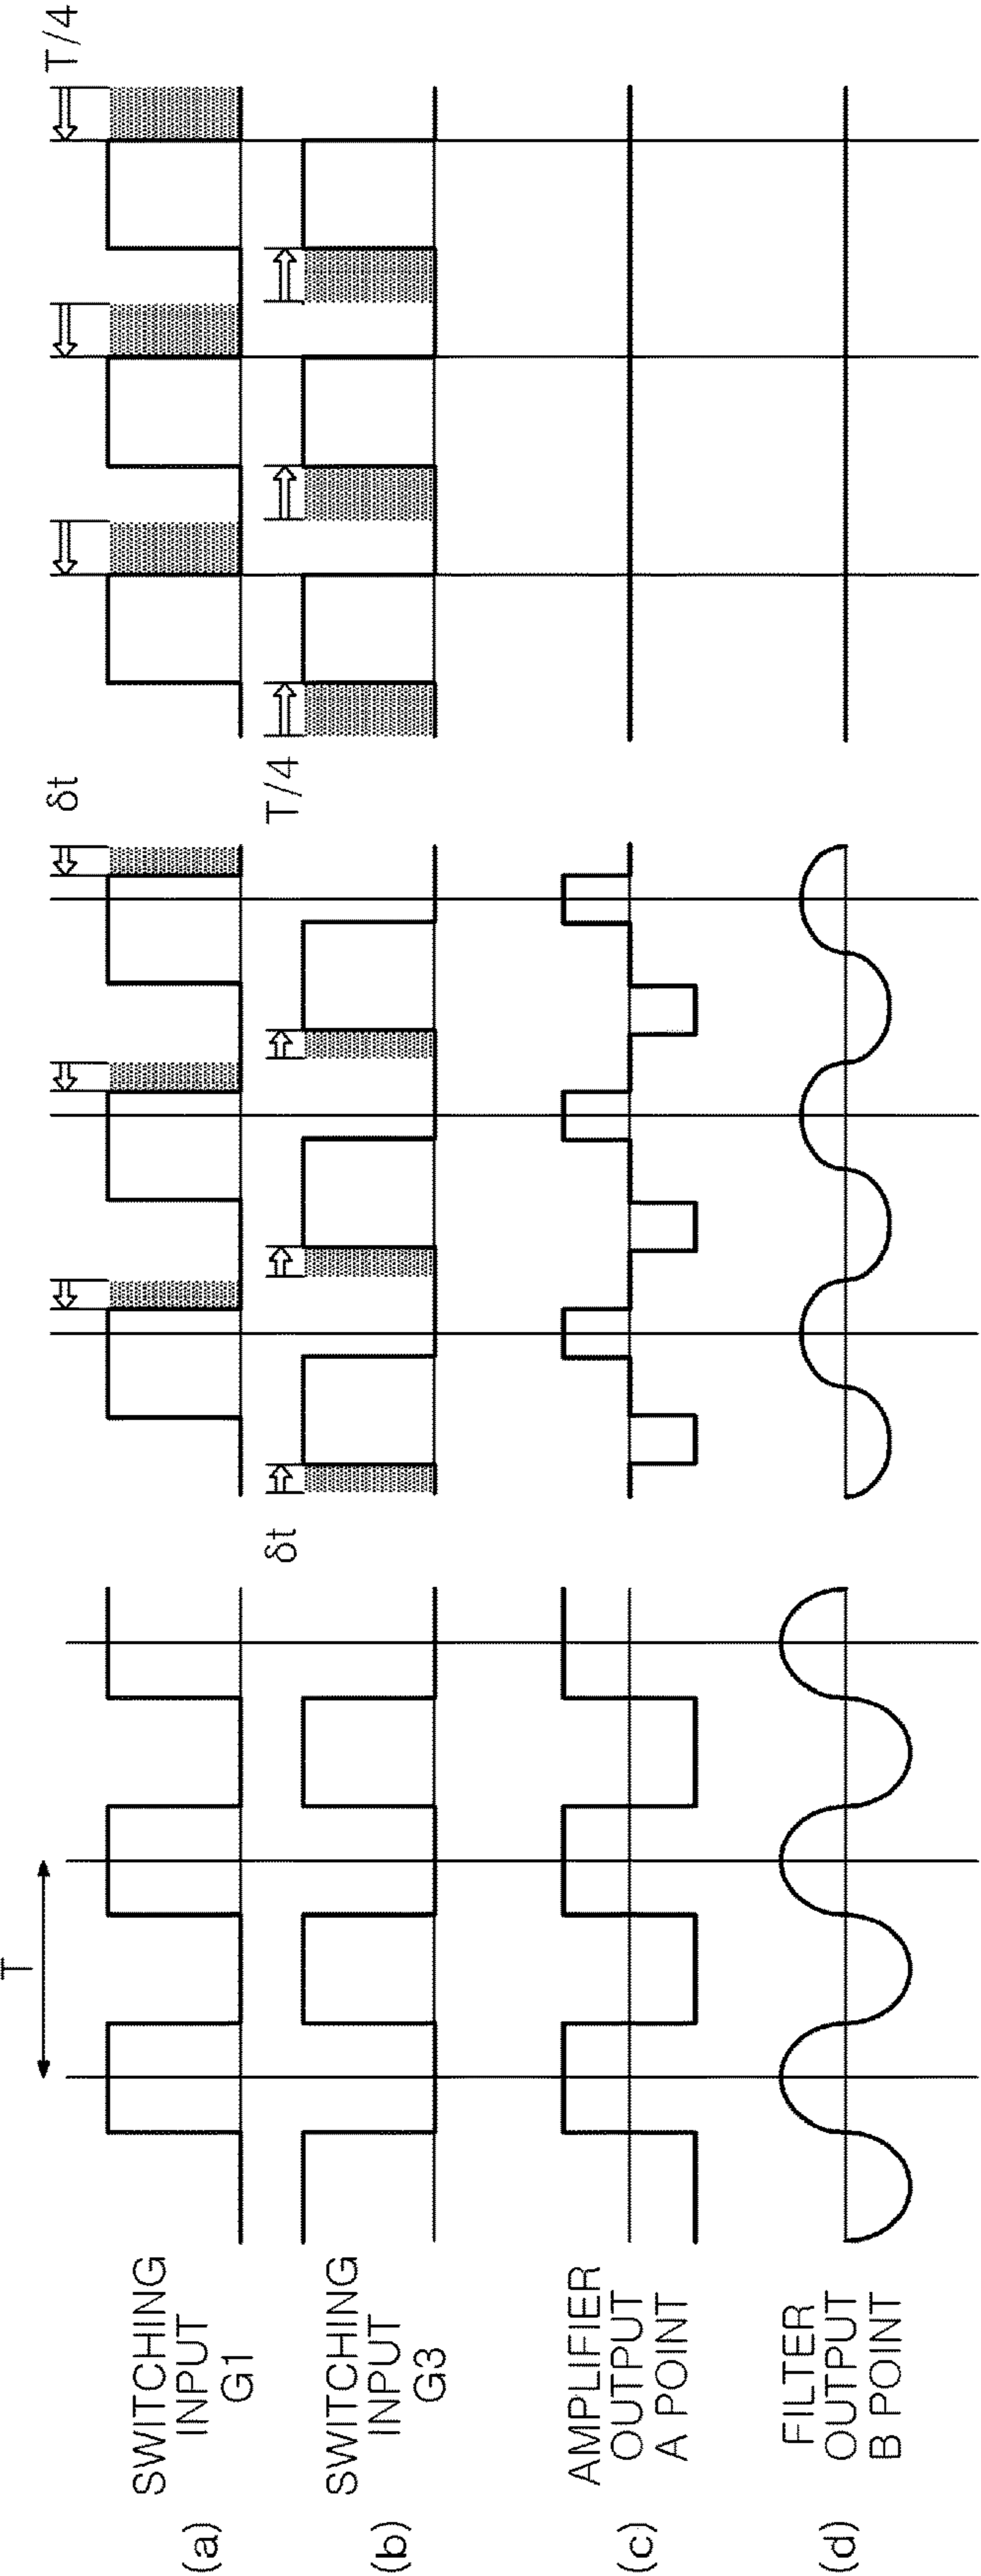 T
δt
T/4
(a)
SWITCHING
INPUT
G1
δt
T/4
(b)
SWITCHING
INPUT
G3
(c)
AMPLIFIER
OUTPUT
A POINT
(d)
FILTER
OUTPUT
B POINT